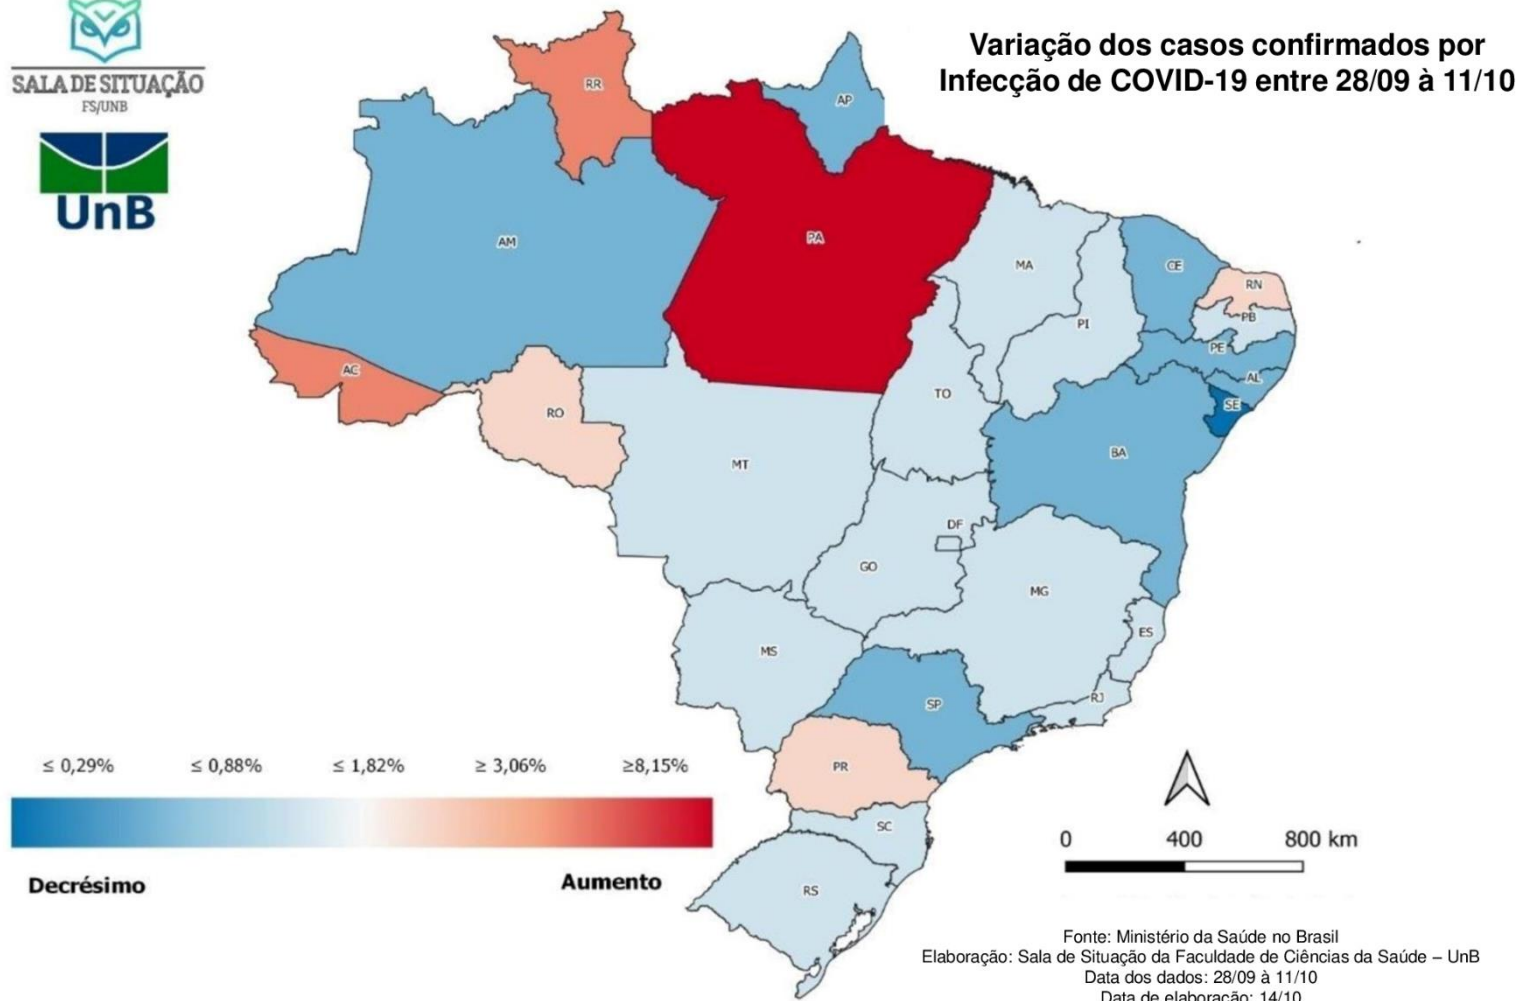 SALA DE SITUAÇÃO
FS/UNB
UnB
Variação dos casos confirmados por
Infecção de COVID-19 entre 28/09 à 11/10
RR
AP
AM
PA
MA
CE
RN
PB
PI
PE
AC
AL
TO
SE
RO
BA
MT
DF
GO
MG
ES
MS
RJ
SP
PR
SC
RS
≤ 0,29% ≤ 0,88% ≤ 1,82% ≥ 3,06% ≥8,15%
Decrésimo Aumento
0 400 800 km
Fonte: Ministério da Saúde no Brasil
Elaboração: Sala de Situação da Faculdade de Ciências da Saúde – UnB
Data dos dados: 28/09 à 11/10
Data de elaboração: 14/10